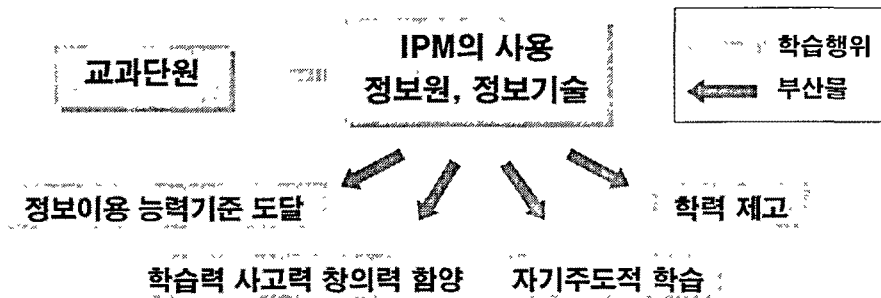 교과단원
IPM의 사용
정보원, 정보기술
학습행위
부산물
정보이용 능력기준 도달
학력 제고
학습력 사고력 창의력 함양
자기주도적 학습